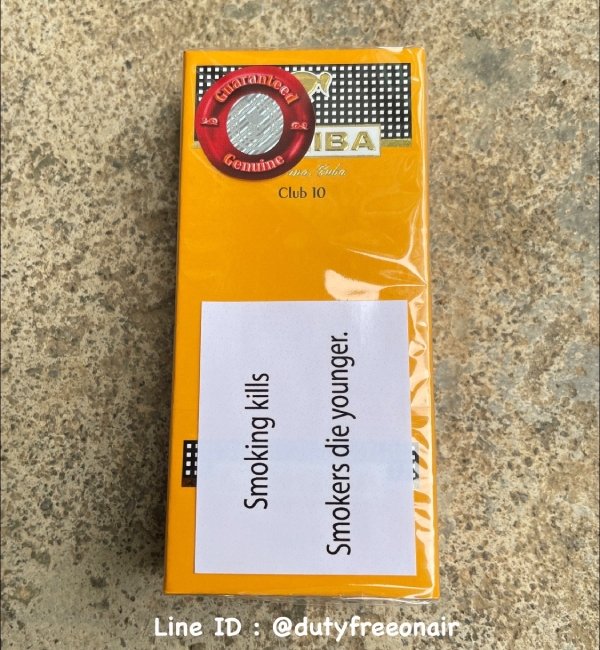 Guaranteed
Genuine
IBA
Club 10
Smoking kills
Smokers die younger.
Line ID : @dutyfreeonair